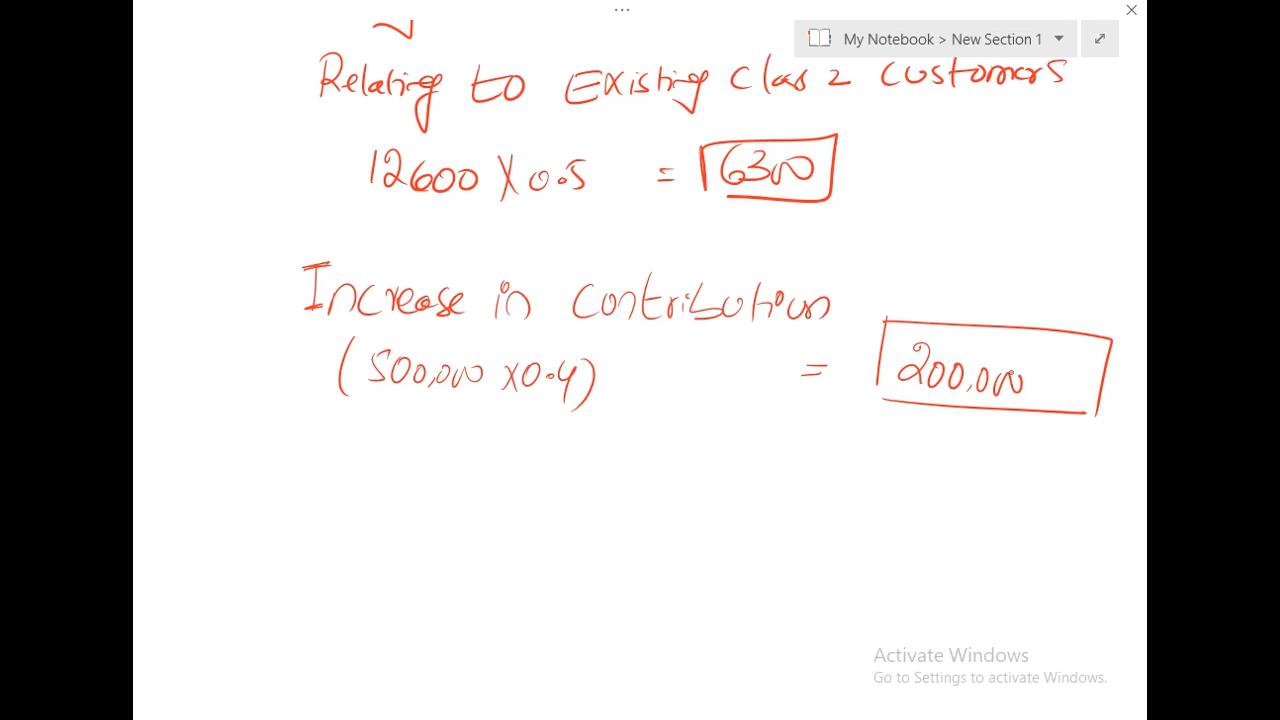 ...
My Notebook > New Section 1
Relating to Existing Class 2 Customers
12600 X 0.5 = 6300
Increase in Contribution
(500,000 X 0.4) = 200,000
Activate Windows
Go to Settings to activate Windows.